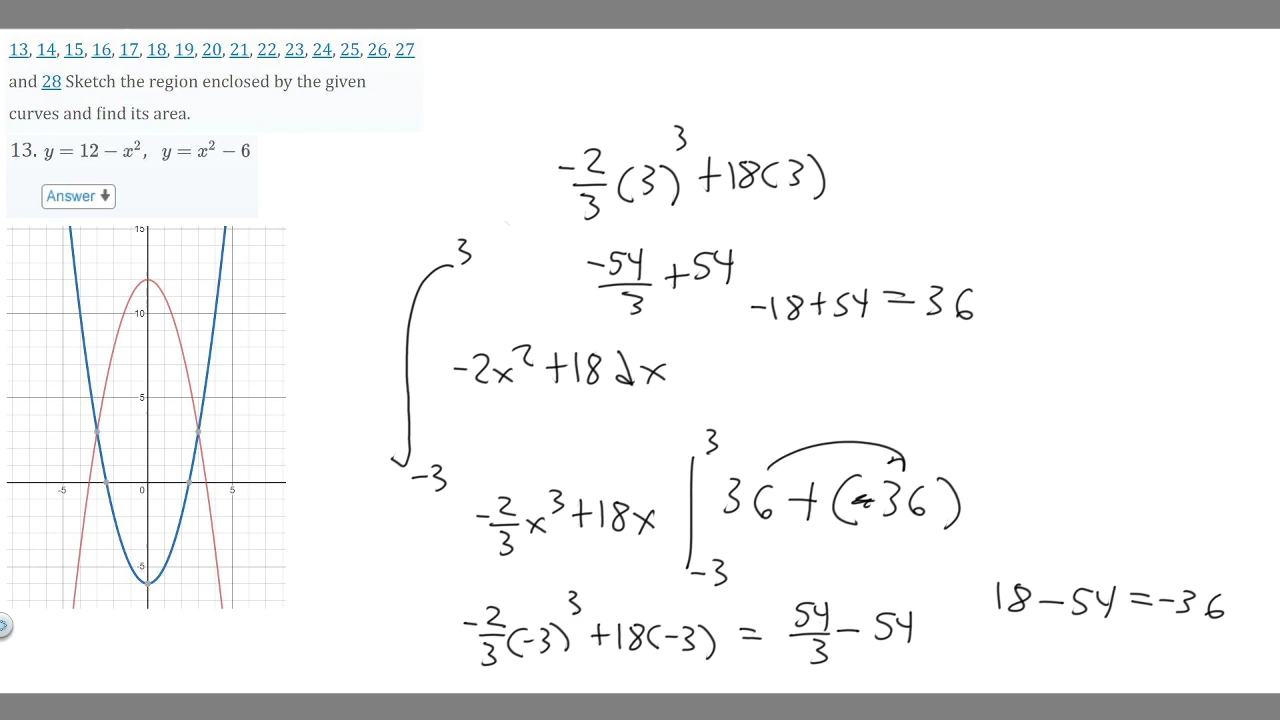 13, 14, 15, 16, 17, 18, 19, 20, 21, 22, 23, 24, 25, 26, 27
and 28 Sketch the region enclosed by the given
curves and find its area.
13. y = 12 − x², y = x² − 6
Answer
15
10
5
-5
0
5
-5
-2/3 (3)³ + 18(3)
-54/3 + 54
-18 + 54 = 36
∫ 3
-2x² + 18 dx
-3
-2/3 x³ + 18x | 3
-3
36 + (-36)
-2/3 (-3)³ + 18(-3) = 54/3 - 54
18 - 54 = -36